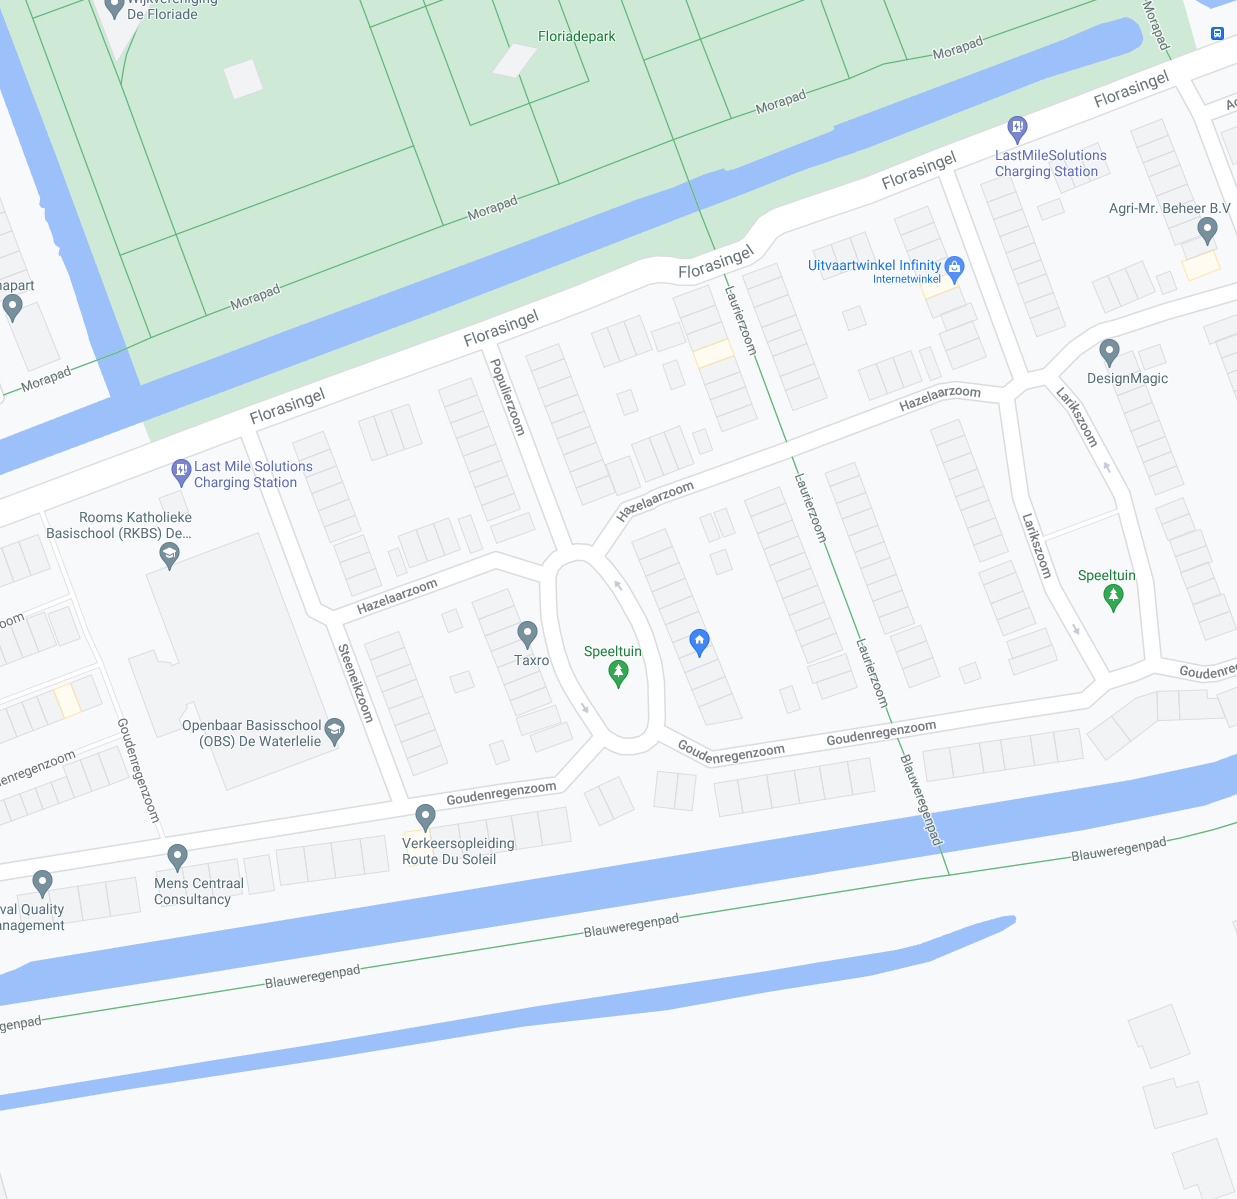 Wijkvereniging
De Floriade
Floriadepark
Morapad
Morapad
Morapad
Morapad
Morapad
Morapad
Florasingel
Florasingel
Florasingel
Florasingel
Florasingel
LastMileSolutions
Charging Station
Agri-Mr. Beheer B.V
Uitvaartwinkel Infinity
Internetwinkel
Laurierzoom
Populierzoom
DesignMagic
Hazelaarzoom
Larikszoom
Last Mile Solutions
Charging Station
Rooms Katholieke
Basischool (RKBS) De...
Hazelaarzoom
Laurierzoom
Larikszoom
Hazelaarzoom
Speeltuin
Taxro
Speeltuin
Steeneikzoom
Laurierzoom
Openbaar Basisschool
(OBS) De Waterlelie
Goudenregenzoom
Goudenregenzoom
Goudenregenzoom
Goudenregenzoom
Blauweregenpad
Verkeersopleiding
Route Du Soleil
Mens Centraal
Consultancy
val Quality
Blauweregenpad
Blauweregenpad
Blauweregenpad